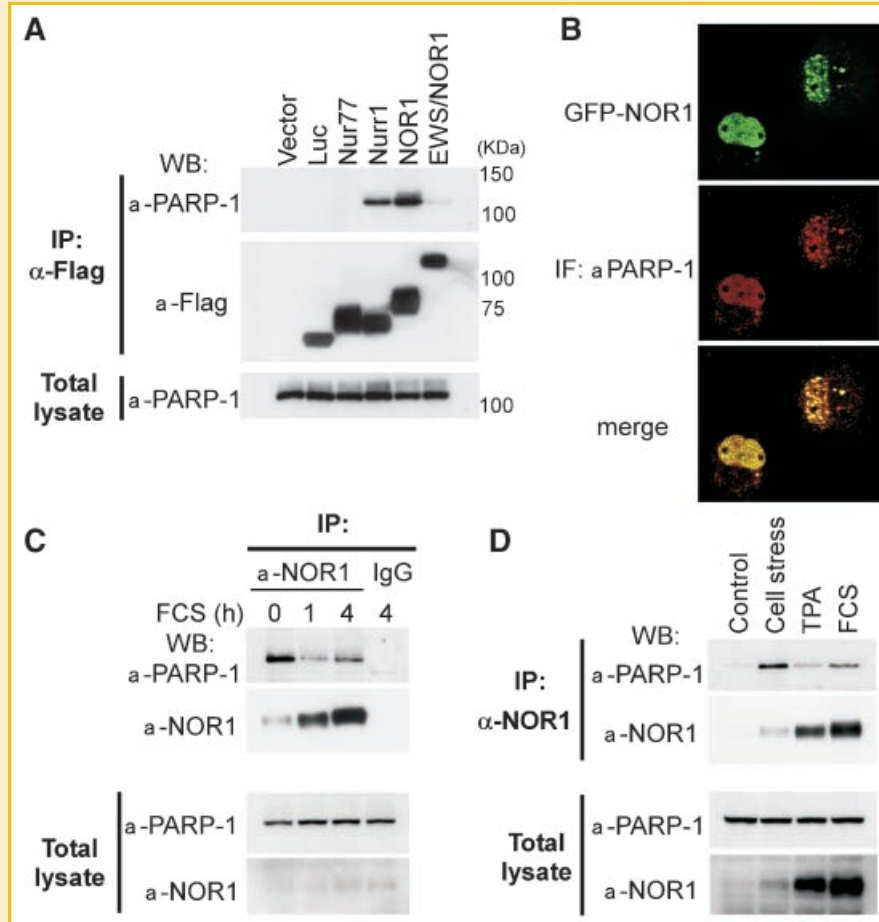 A
Vector
Luc
Nur77
Nurr1
NOR1
EWS/NOR1
(KDa)
WB:
IP:
α-Flag
a-PARP-1
150
100
a-Flag
100
75
Total
lysate
a-PARP-1
100
B
GFP-NOR1
IF: a PARP-1
merge
C
IP:
a-NOR1 IgG
FCS (h) 0 1 4 4
WB:
a-PARP-1
a-NOR1
Total
lysate
a-PARP-1
a-NOR1
D
Control
Cell stress
TPA
FCS
WB:
IP:
α-NOR1
a-PARP-1
a-NOR1
Total
lysate
a-PARP-1
a-NOR1